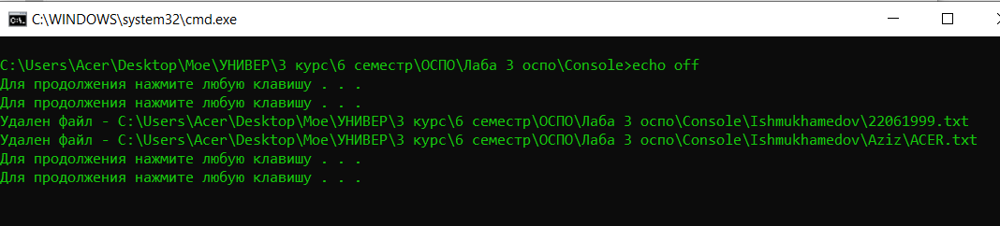 C:\WINDOWS\system32\cmd.exe
C:\Users\Acer\Desktop\Мое\УНИВЕР\3 курс\6 семестр\ОСПО\Лаба 3 оспо\Console>echo off
Для продолжения нажмите любую клавишу . . .
Для продолжения нажмите любую клавишу . . .
Удален файл - C:\Users\Acer\Desktop\Мое\УНИВЕР\3 курс\6 семестр\ОСПО\Лаба 3 оспо\Console\Ishmukhamedov\22061999.txt
Удален файл - C:\Users\Acer\Desktop\Мое\УНИВЕР\3 курс\6 семестр\ОСПО\Лаба 3 оспо\Console\Ishmukhamedov\Aziz\ACER.txt
Для продолжения нажмите любую клавишу . . .
Для продолжения нажмите любую клавишу . . .